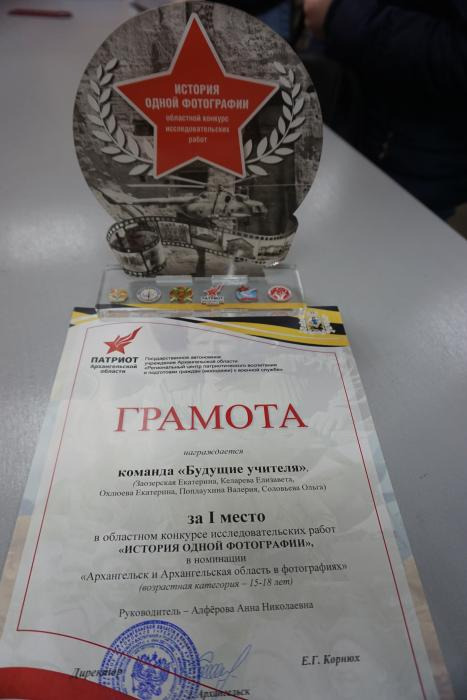 ИСТОРИЯ
ОДНОЙ ФОТОГРАФИИ
областной конкурс
исследовательских
работ
ПАТРИОТ
Архангельской
области
Государственное автономное
учреждение Архангельской области
«Региональный центр патриотического воспитания
и подготовки граждан (молодежи) к военной службе»
ГРАМОТА
награждается
команда «Будущие учителя»,
(Заозерская Екатерина, Келарева Елизавета,
Охлюева Екатерина, Поплаухина Валерия, Соловьева Ольга)
за I место
в областном конкурсе исследовательских работ
«ИСТОРИЯ ОДНОЙ ФОТОГРАФИИ»,
в номинации
«Архангельск и Архангельская область в фотографиях»
(возрастная категория – 15-18 лет)
Руководитель – Алфёрова Анна Николаевна
Директор
Е.Г. Корнюх
г. Архангельск